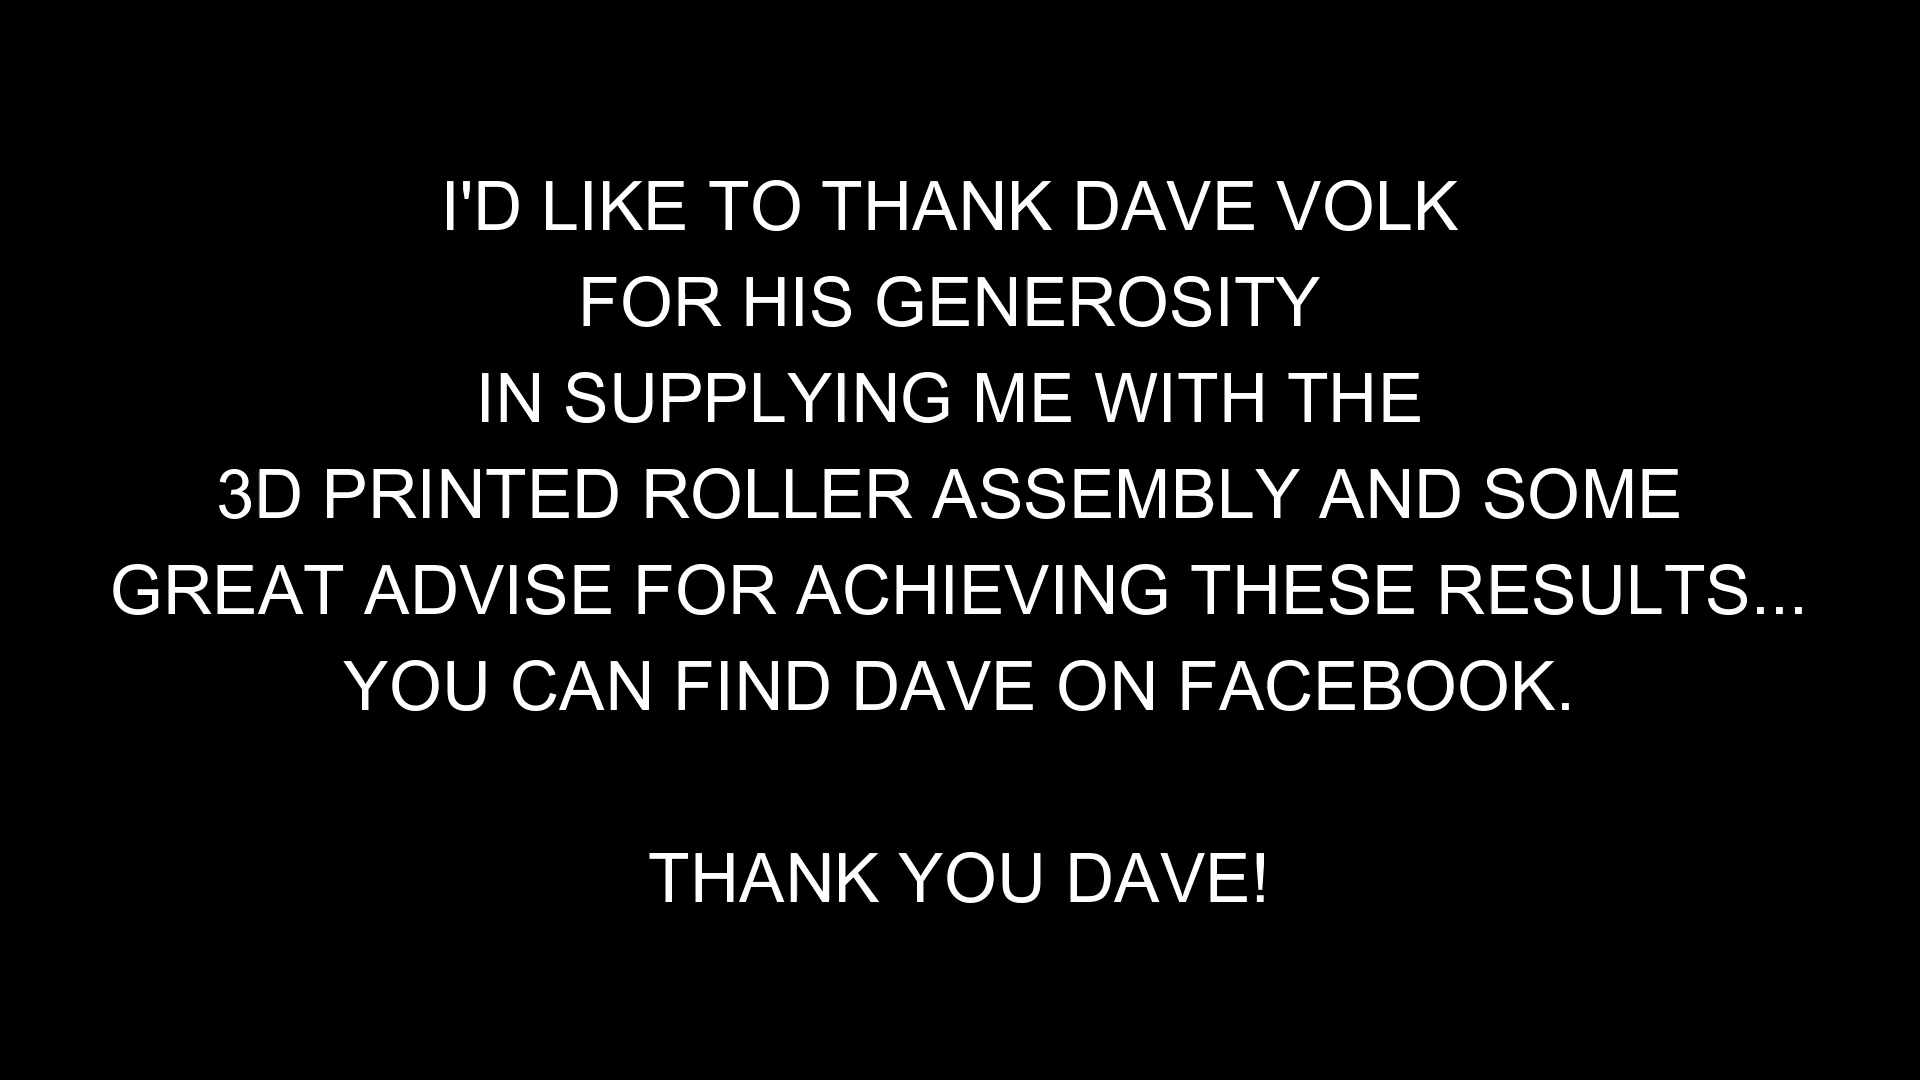 I'D LIKE TO THANK DAVE VOLK
FOR HIS GENEROSITY
IN SUPPLYING ME WITH THE
3D PRINTED ROLLER ASSEMBLY AND SOME
GREAT ADVISE FOR ACHIEVING THESE RESULTS...
YOU CAN FIND DAVE ON FACEBOOK.
THANK YOU DAVE!